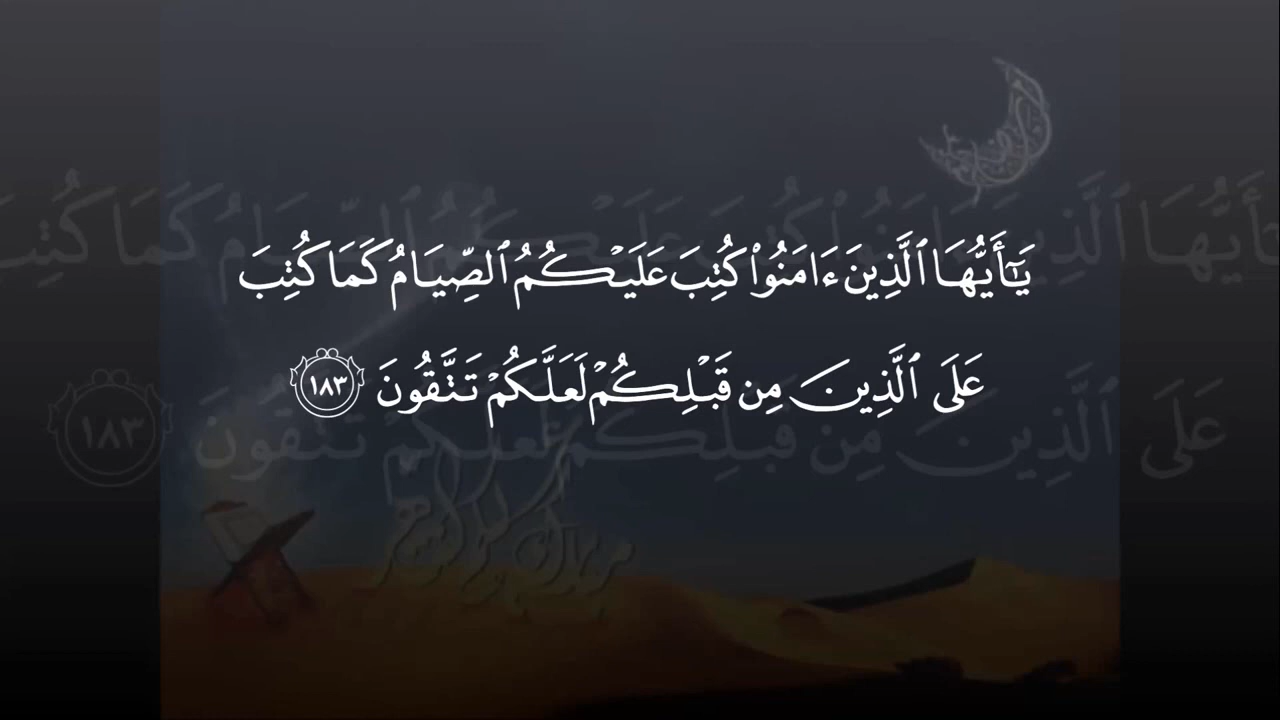 يَٰٓأَيُّهَا ٱلَّذِينَ ءَامَنُوا۟ كُتِبَ عَلَيْكُمُ ٱلصِّيَامُ كَمَا كُتِبَ
عَلَى ٱلَّذِينَ مِن قَبْلِكُمْ لَعَلَّكُمْ تَتَّقُونَ ١٨٣